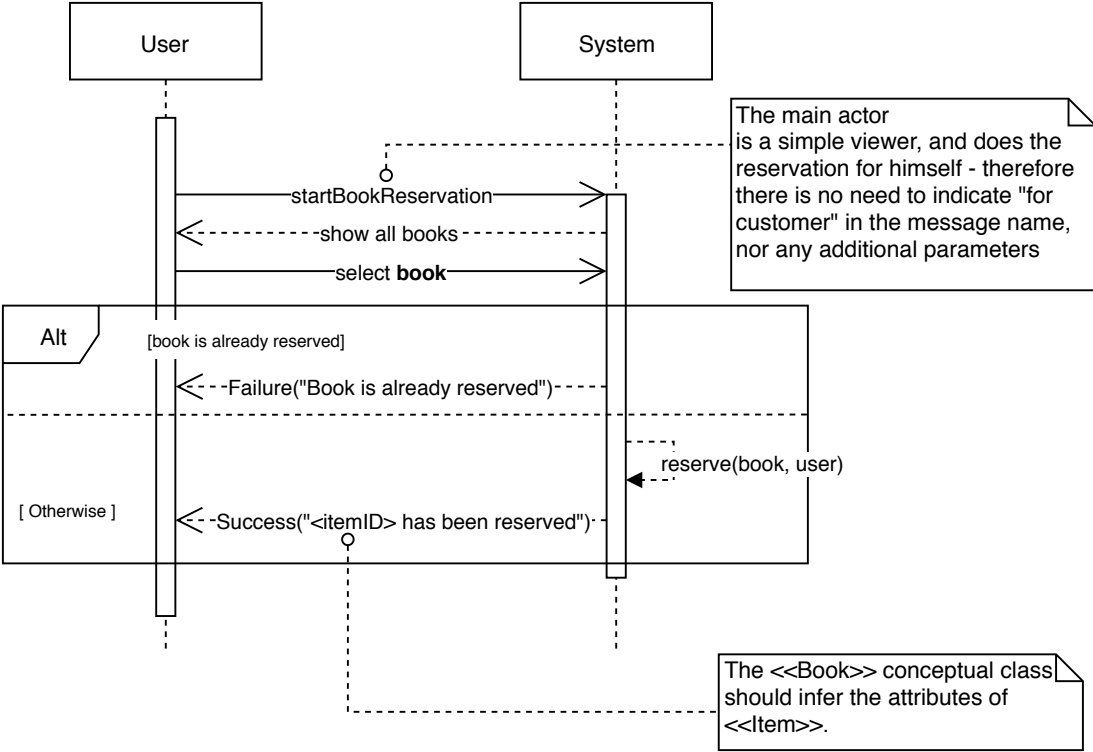 User
System
The main actor
is a simple viewer, and does the
reservation for himself - therefore
there is no need to indicate "for
customer" in the message name,
nor any additional parameters
startBookReservation
show all books
select book
Alt
[book is already reserved]
Failure("Book is already reserved")
reserve(book, user)
[ Otherwise ]
Success("<itemID> has been reserved")
The <<Book>> conceptual class
should infer the attributes of
<<Item>>.